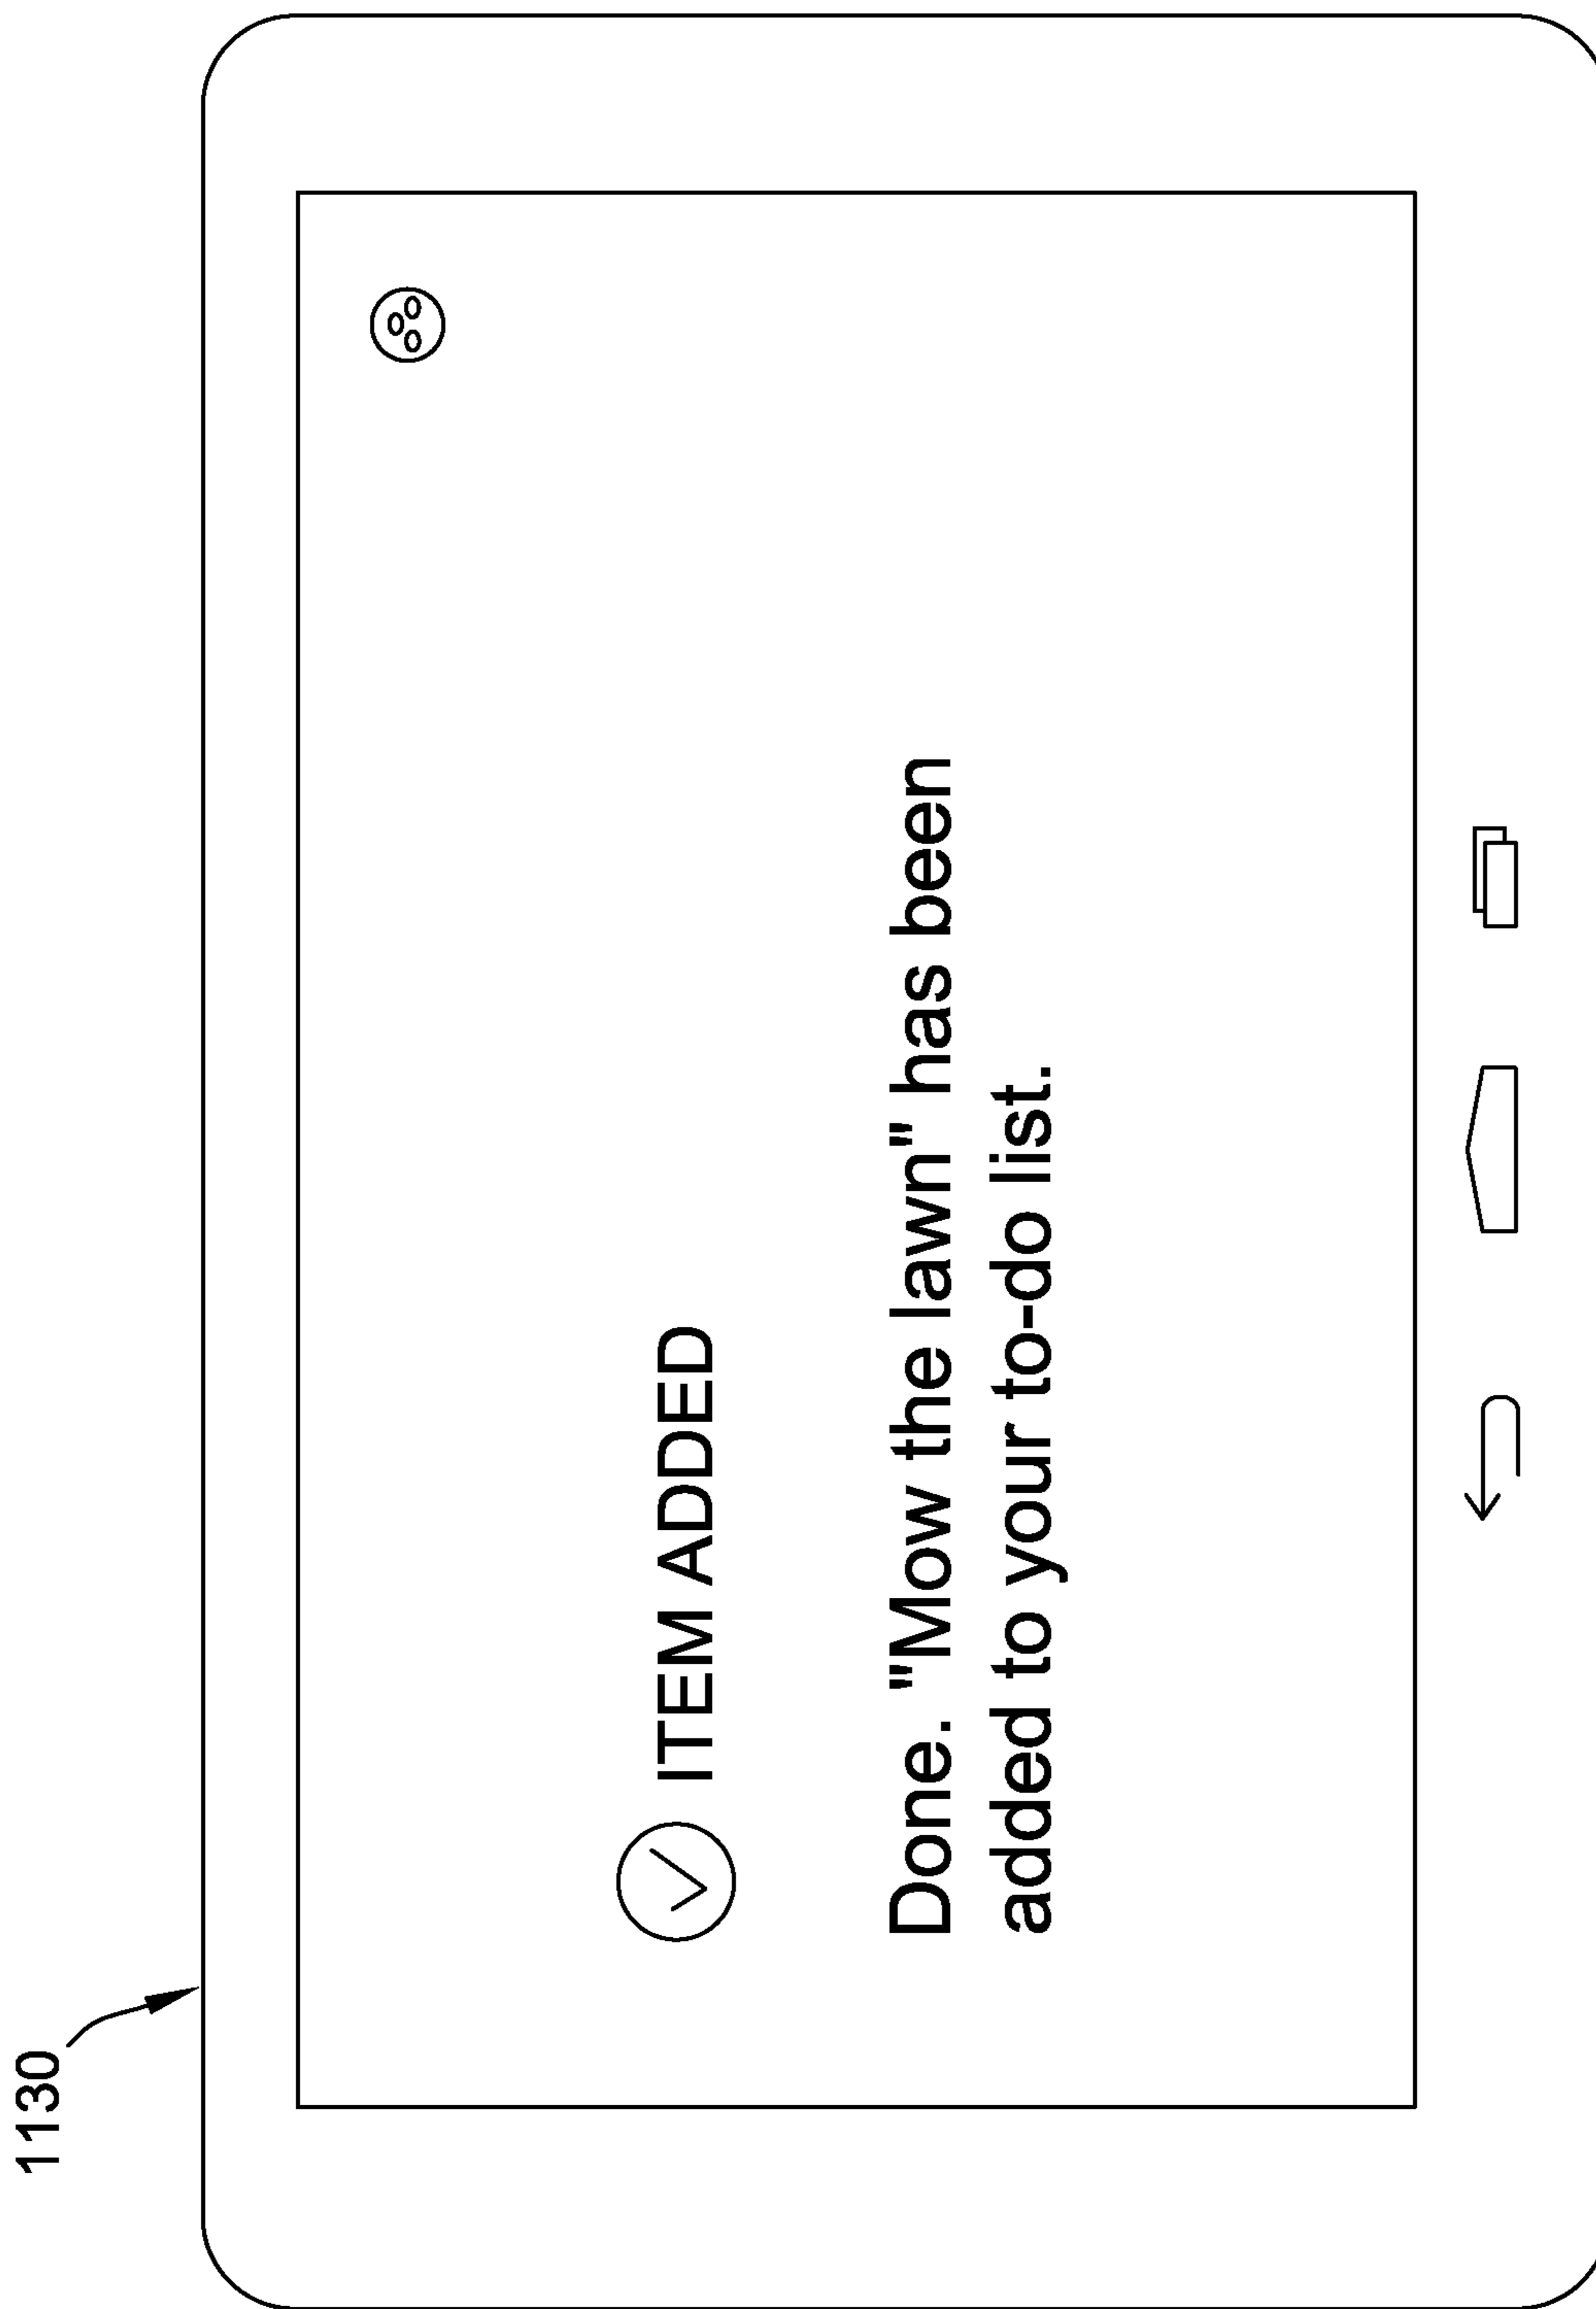 1130
ITEM ADDED
Done. "Mow the lawn" has been
added to your to-do list.